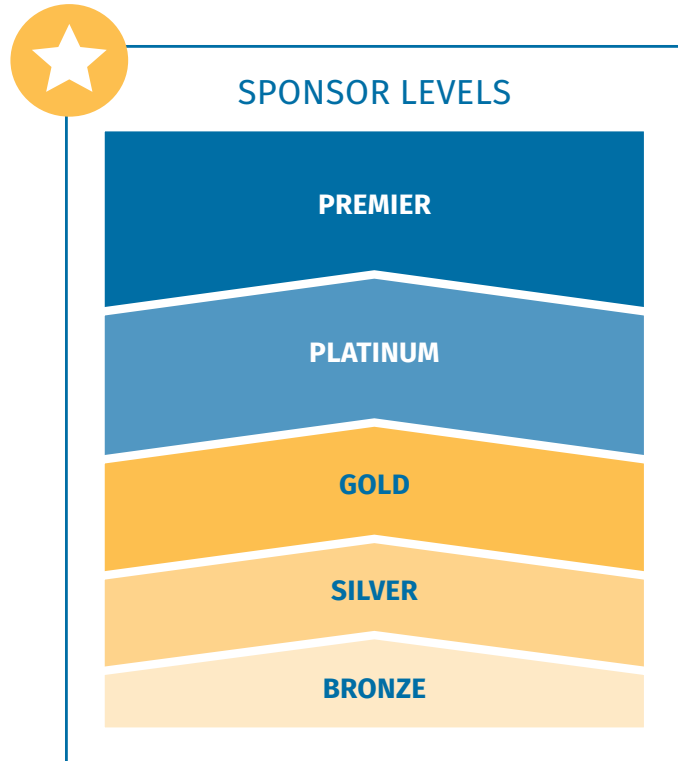 SPONSOR LEVELS
PREMIER
PLATINUM
GOLD
SILVER
BRONZE